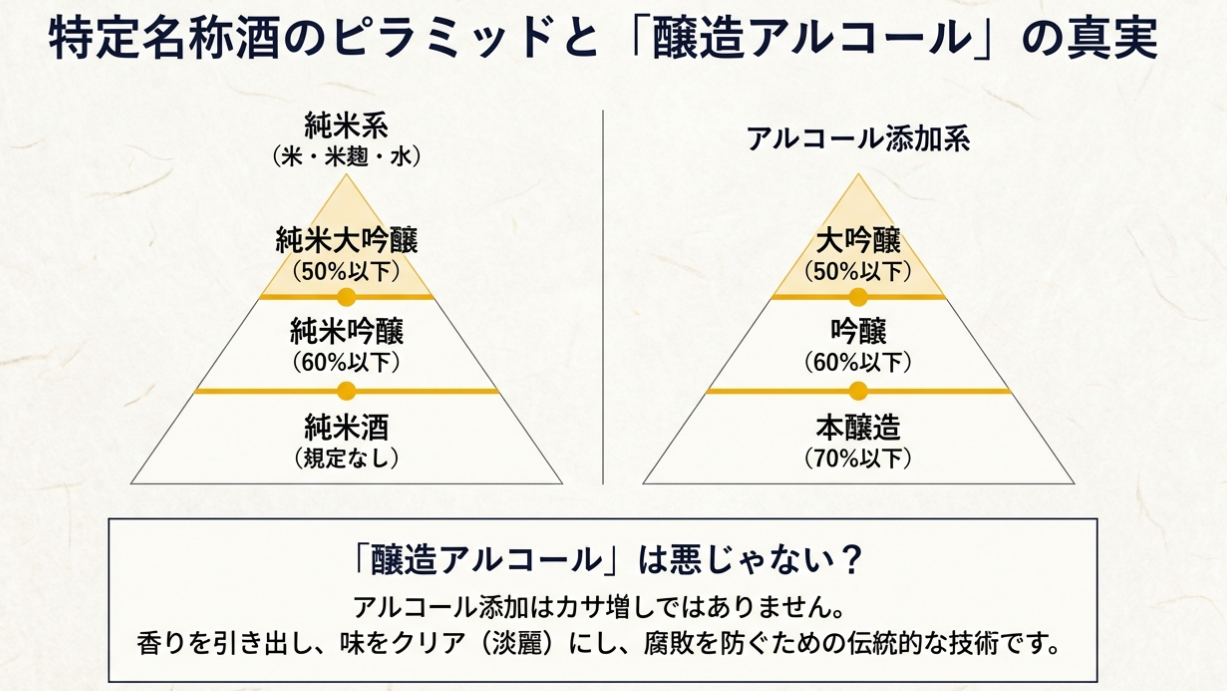 特定名称酒のピラミッドと「醸造アルコール」の真実
純米系
（米・米麹・水）
純米大吟醸
（50%以下）
純米吟醸
（60%以下）
純米酒
（規定なし）
アルコール添加系
大吟醸
（50%以下）
吟醸
（60%以下）
本醸造
（70%以下）
「醸造アルコール」は悪じゃない？
アルコール添加はカサ増しではありません。
香りを引き出し、味をクリア（淡麗）にし、腐敗を防ぐための伝統的な技術です。